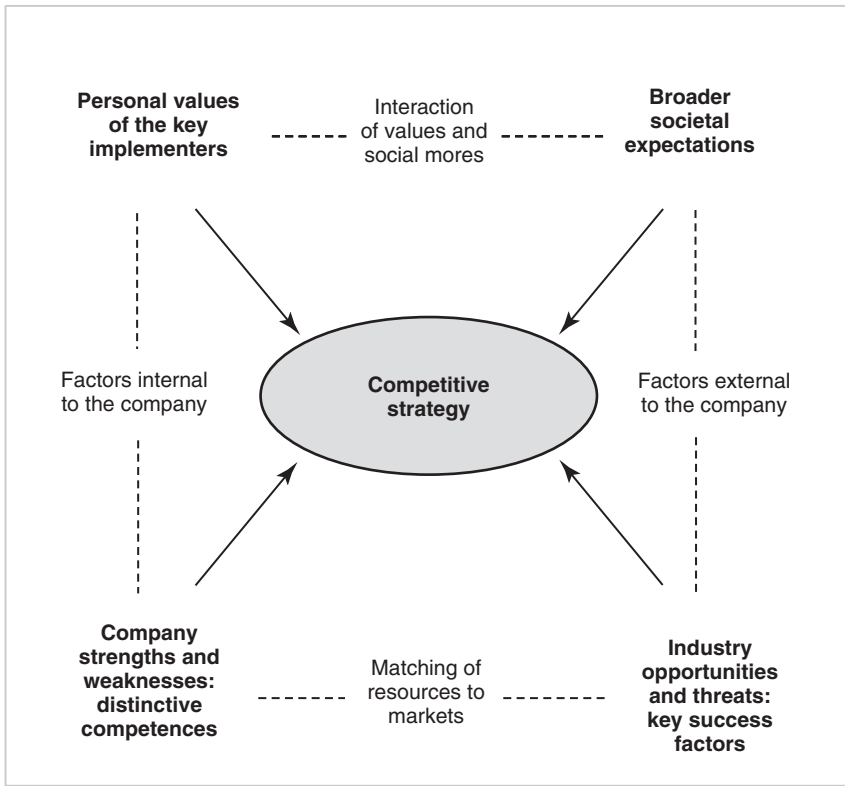 Personal values
of the key
implementers
Interaction
of values and
social mores
Broader
societal
expectations
Factors internal
to the company
Competitive
strategy
Factors external
to the company
Company
strengths and
weaknesses:
distinctive
competences
Matching of
resources to
markets
Industry
opportunities
and threats:
key success
factors